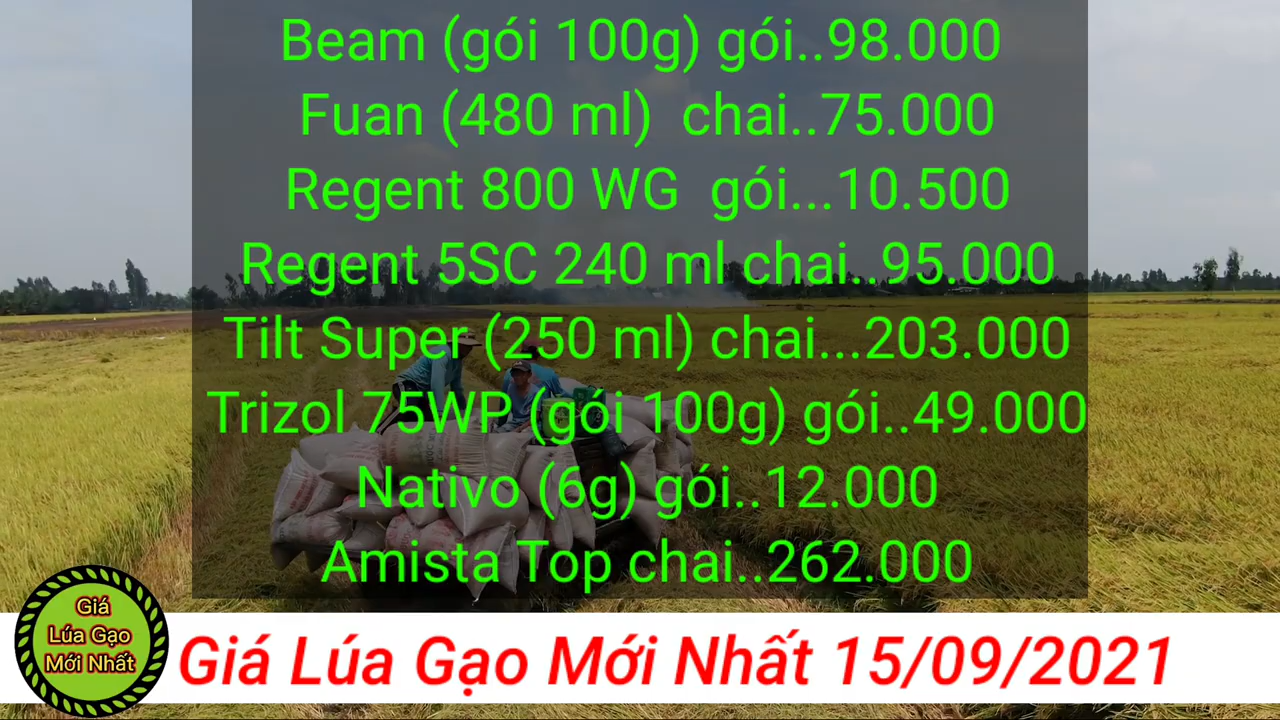 Beam (gói 100g) gói..98.000
Fuan (480 ml)  chai..75.000
Regent 800 WG  gói...10.500
Regent 5SC 240 ml chai..95.000
Tilt Super (250 ml) chai...203.000
Trizol 75WP (gói 100g) gói..49.000
Nativo (6g) gói..12.000
Amista Top chai..262.000
Giá
Lúa Gạo
Mới Nhất
Giá Lúa Gạo Mới Nhất 15/09/2021